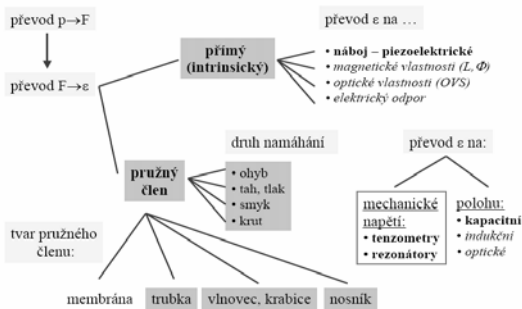 převod p→F
převod F→ε
přímý
(intrinsický)
převod ε na …
• náboj – piezoelektrické
• magnetické vlastnosti (L, Φ)
• optické vlastnosti (OVS)
• elektrický odpor
druh namáhání
pružný
člen
• ohyb
• tah, tlak
• smyk
• krut
převod ε na:
mechanické
napětí:
• tenzometry
• rezonátory
polohu:
• kapacitní
• indukční
• optické
tvar pružného
členu:
membrána
trubka
vlnovec, krabice
nosník